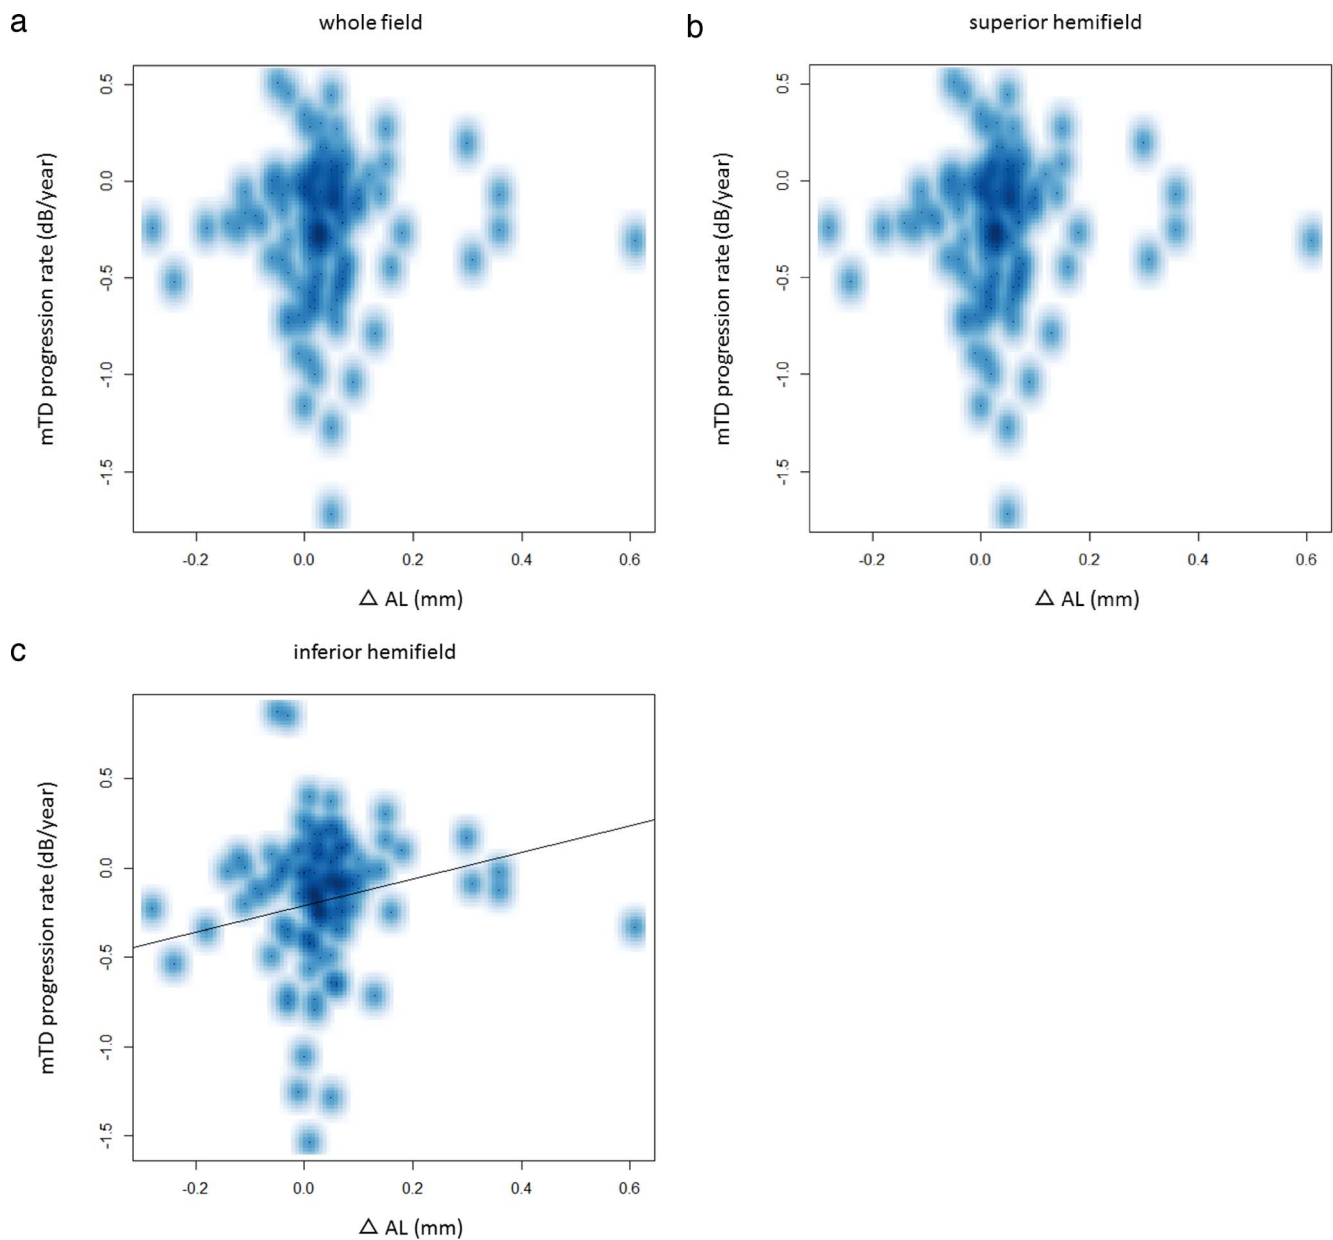 a
whole field
mTD progression rate (dB/year)
0.5
0.0
-0.5
-1.0
-1.5
-0.2
0.0
0.2
0.4
0.6
△ AL (mm)
b
superior hemifield
mTD progression rate (dB/year)
0.5
0.0
-0.5
-1.0
-1.5
-0.2
0.0
0.2
0.4
0.6
△ AL (mm)
c
inferior hemifield
mTD progression rate (dB/year)
0.5
0.0
-0.5
-1.0
-1.5
-0.2
0.0
0.2
0.4
0.6
△ AL (mm)